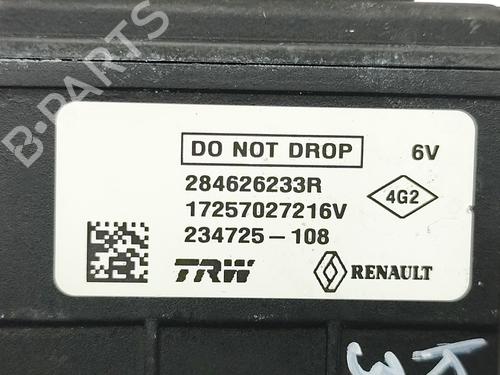 B-PARTS
DO NOT DROP
6V
284626233R
4G2
17257027216V
234725-108
TRW
RENAULT